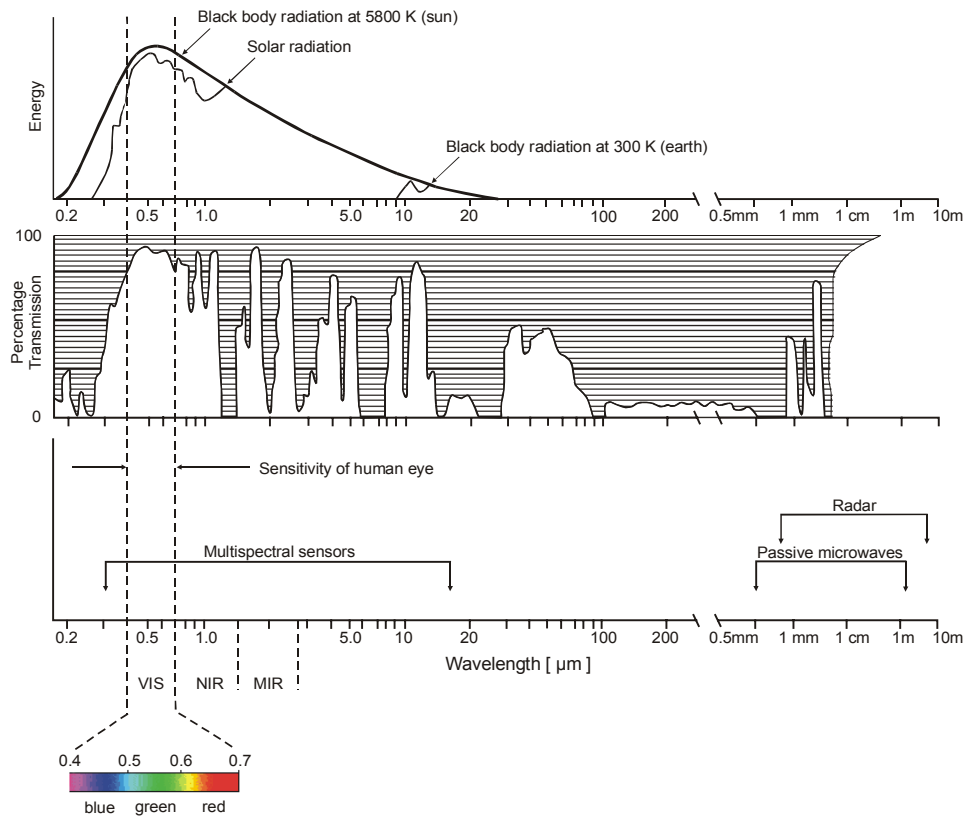 Black body radiation at 5800 K (sun)
Solar radiation
Energy
Black body radiation at 300 K (earth)
0.2 0.5 1.0 5.0 10 20 100 200 0.5mm 1 mm 1 cm 1m 10m
100
Percentage
Transmission
0
Sensitivity of human eye
Radar
Multispectral sensors
Passive microwaves
0.2 0.5 1.0 5.0 10 20 100 200 0.5mm 1 mm 1 cm 1m 10m
Wavelength [ µm ]
VIS NIR MIR
0.4 0.5 0.6 0.7
blue green red